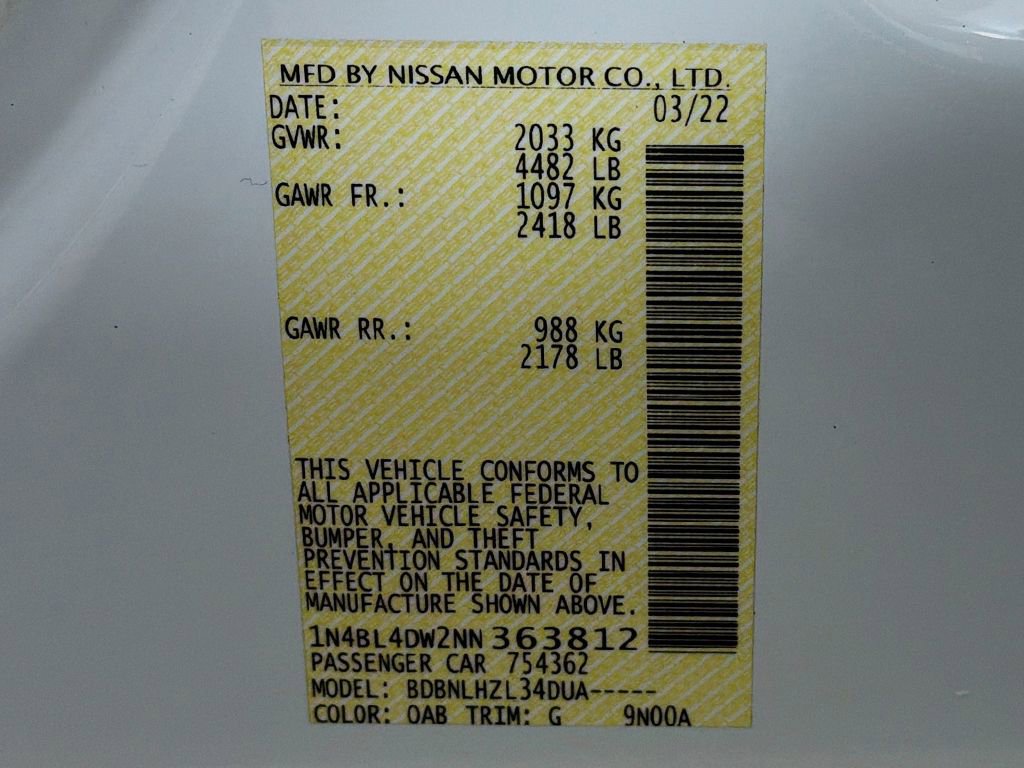 MFD BY NISSAN MOTOR CO., LTD.
DATE: 03/22
GVWR: 2033 KG
4482 LB
GAWR FR.: 1097 KG
2418 LB
GAWR RR.: 988 KG
2178 LB
THIS VEHICLE CONFORMS TO
ALL APPLICABLE FEDERAL
MOTOR VEHICLE SAFETY,
BUMPER, AND THEFT
PREVENTION STANDARDS IN
EFFECT ON THE DATE OF
MANUFACTURE SHOWN ABOVE.
1N4BL4DW2NN363812
PASSENGER CAR 754362
MODEL: BDBNLHZL34DUA-----
COLOR: QAB TRIM: G 9N00A